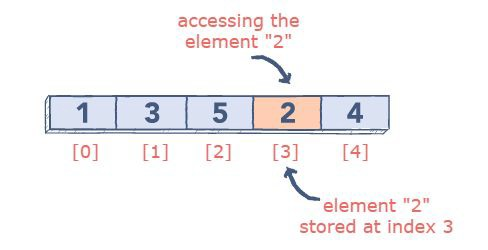 accessing the
element "2"
1 3 5 2 4
[0] [1] [2] [3] [4]
element "2"
stored at index 3